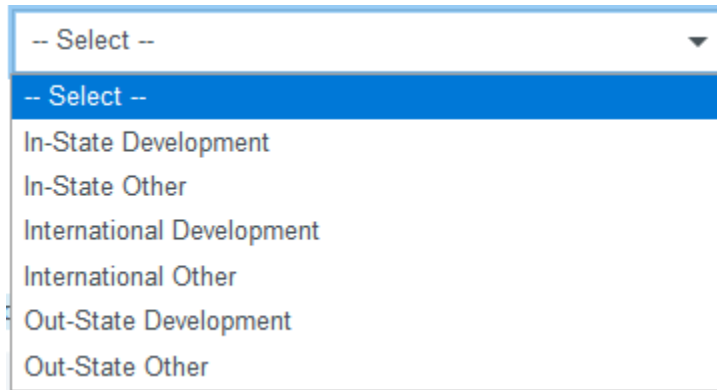 -- Select --
-- Select --
In-State Development
In-State Other
International Development
International Other
Out-State Development
Out-State Other